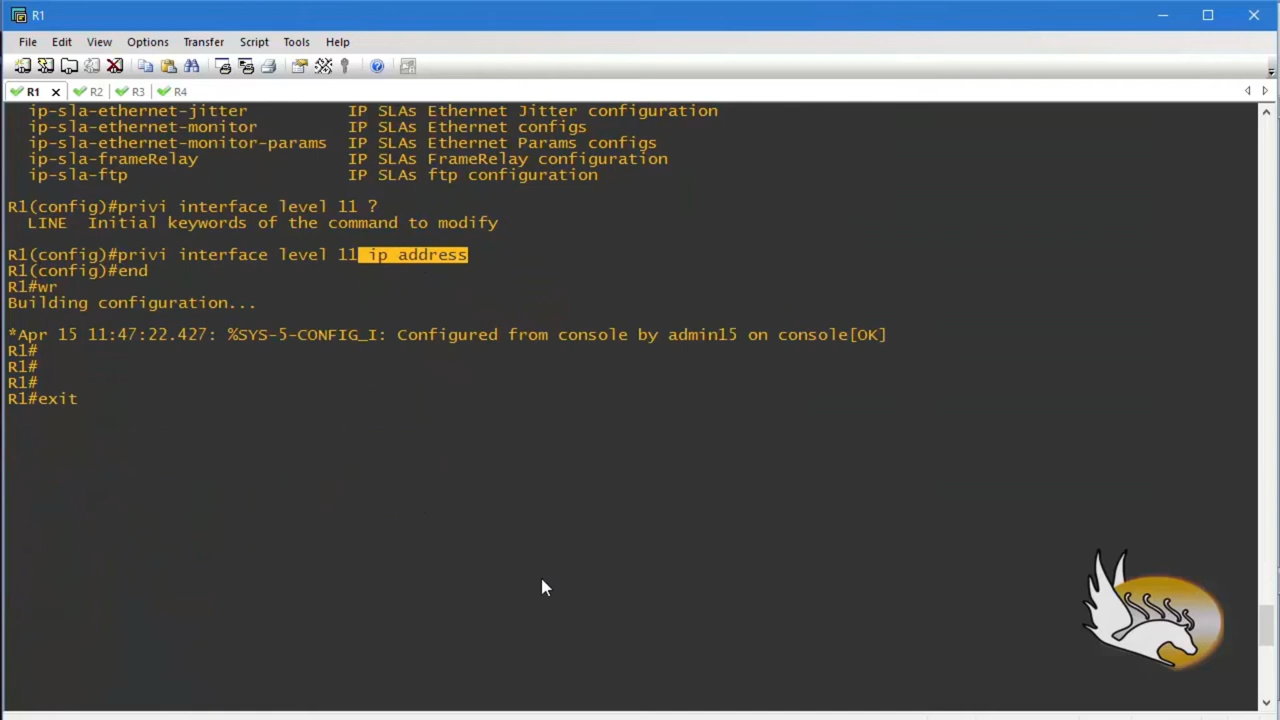 R1
File Edit View Options Transfer Script Tools Help
R1 R2 R3 R4
ip-sla-ethernet-jitter IP SLAs Ethernet Jitter configuration
ip-sla-ethernet-monitor IP SLAs Ethernet configs
ip-sla-ethernet-monitor-params IP SLAs Ethernet Params configs
ip-sla-frameRelay IP SLAs FrameRelay configuration
ip-sla-ftp IP SLAs ftp configuration
R1(config)#privi interface level 11 ?
LINE Initial keywords of the command to modify
R1(config)#privi interface level 11 ip address
R1(config)#end
R1#wr
Building configuration...
*Apr 15 11:47:22.427: %SYS-5-CONFIG_I: Configured from console by admin15 on console[OK]
R1#
R1#
R1#
R1#exit